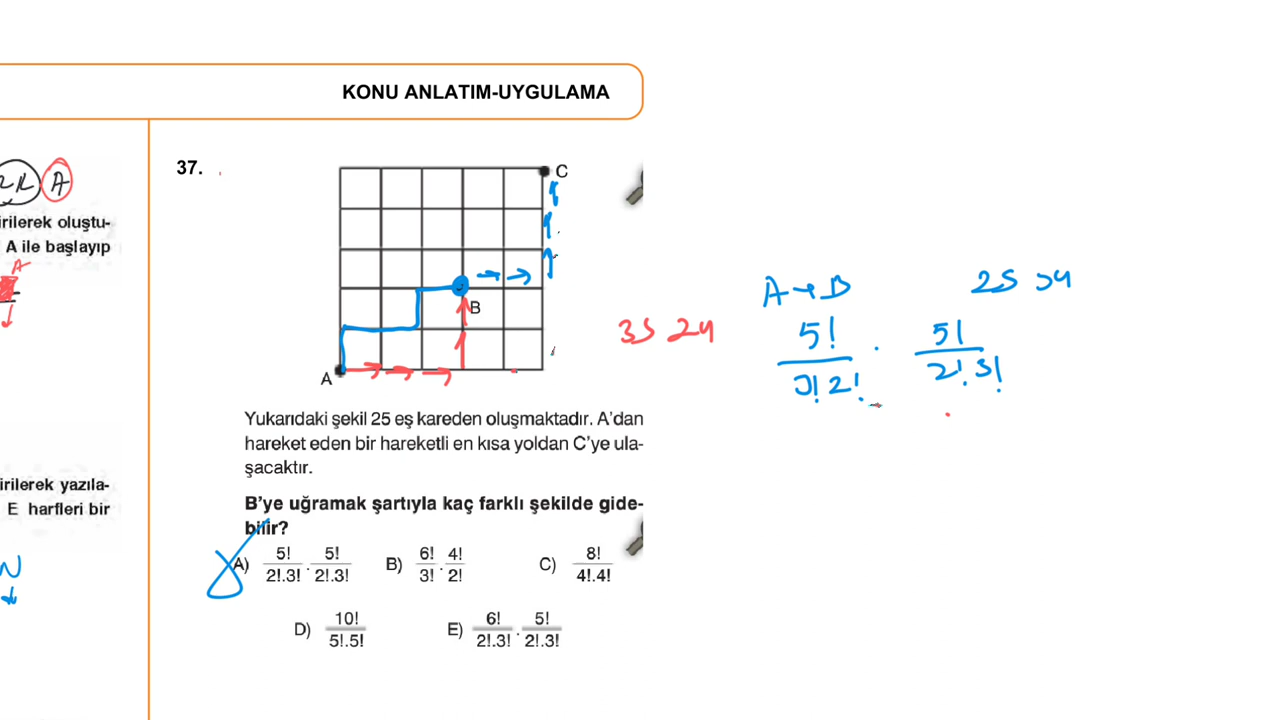 KONU ANLATIM-UYGULAMA
2K A
irilerek oluştu-
A ile başlayıp
A
irilerek yazıla-
E harfleri bir
N
37.
C
B
A
Yukarıdaki şekil 25 eş kareden oluşmaktadır. A'dan
hareket eden bir hareketli en kısa yoldan C'ye ula-
şacaktır.
B'ye uğramak şartıyla kaç farklı şekilde gide-
bilir?
A) 5!/2!.3! . 5!/2!.3! B) 6!/3! . 4!/2! C) 8!/4!.4!
D) 10!/5!.5! E) 6!/2!.3! . 5!/2!.3!
3S 2Y
A→B 2S 3Y
5!/3!2! . 5!/2!.3!